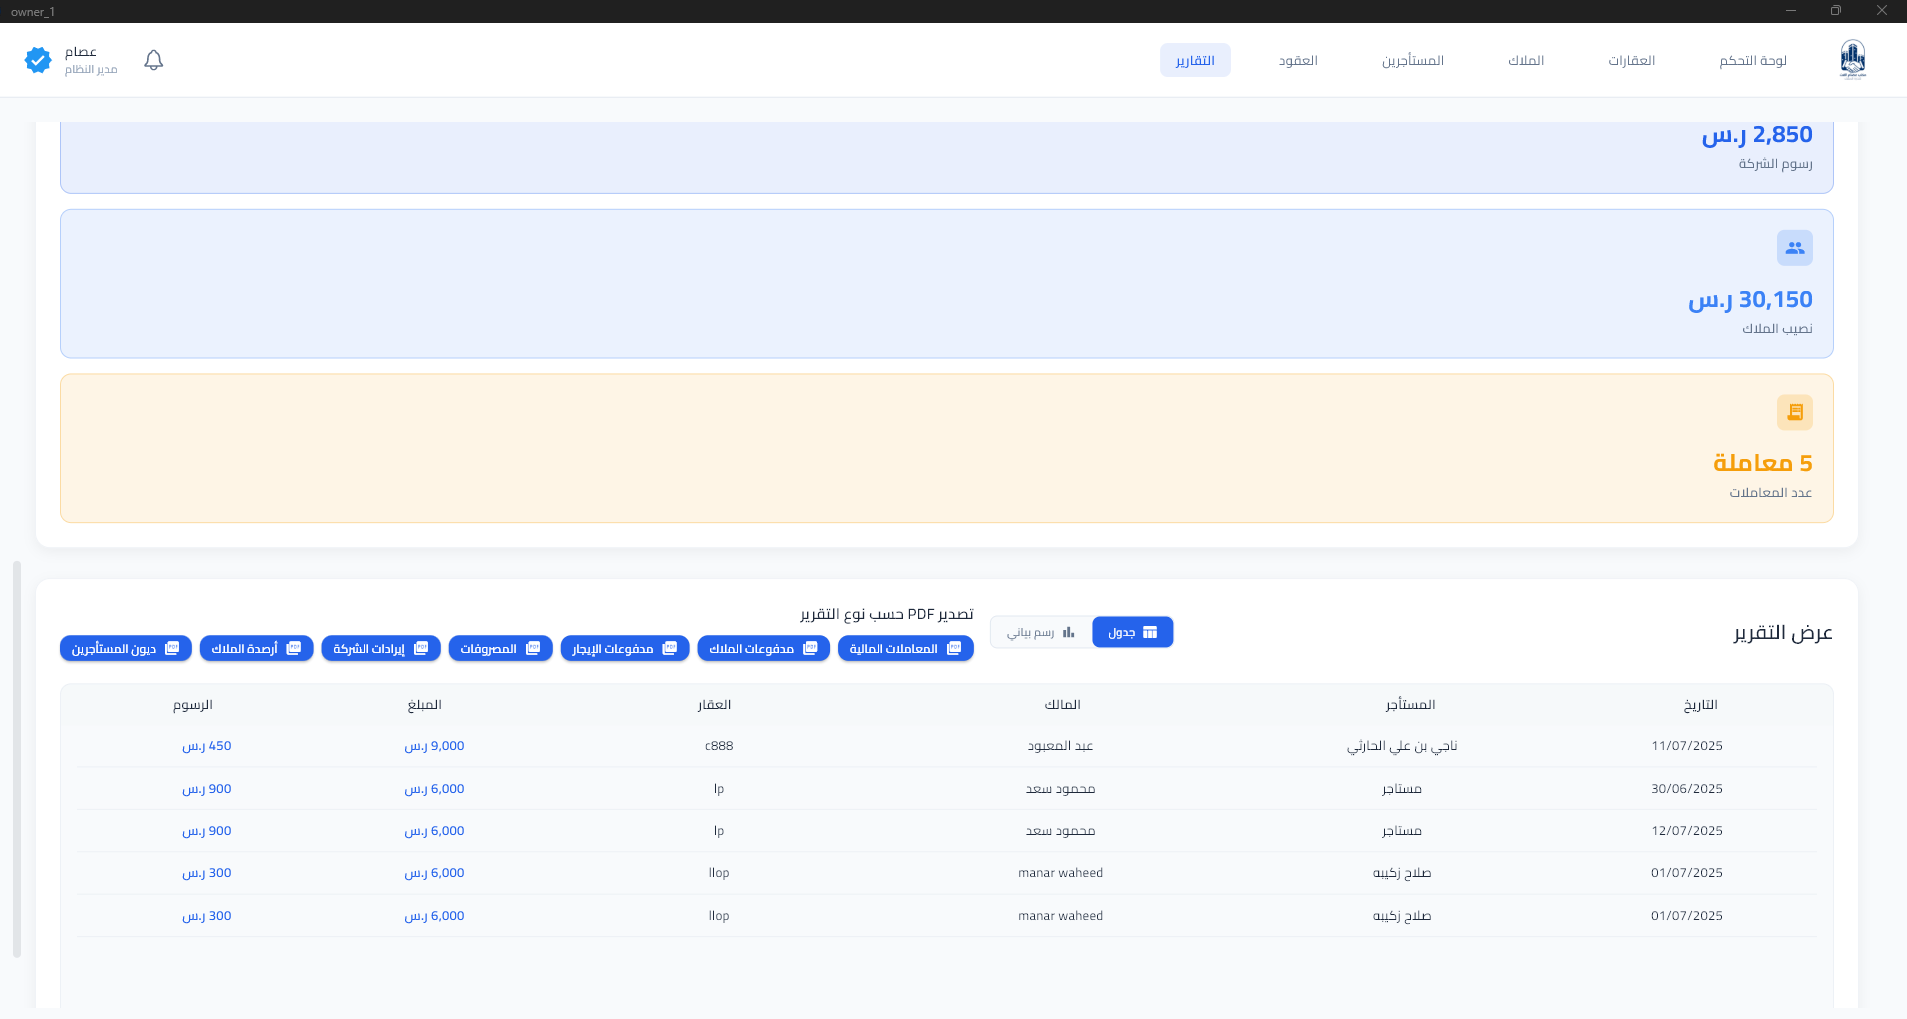 owner_1
لوحة التحكم
العقارات
الملاك
المستأجرين
العقود
التقارير
عصام
مدير النظام
2,850 ر.س
رسوم الشركة
30,150 ر.س
نصيب الملاك
5 معاملة
عدد المعاملات
عرض التقرير
جدول
رسم بياني
تصدير PDF حسب نوع التقرير
المعاملات المالية
مدفوعات الملاك
مدفوعات الإيجار
المصروفات
إيرادات الشركة
أرصدة الملاك
ديون المستأجرين
التاريخ المستأجر المالك العقار المبلغ الرسوم
11/07/2025 ناجي بن علي الحارثي عبد المعبود c888 9,000 ر.س 450 ر.س
30/06/2025 مستاجر محمود سعد lp 6,000 ر.س 900 ر.س
12/07/2025 مستاجر محمود سعد lp 6,000 ر.س 900 ر.س
01/07/2025 صلاح زكيبه manar waheed llop 6,000 ر.س 300 ر.س
01/07/2025 صلاح زكيبه manar waheed llop 6,000 ر.س 300 ر.س